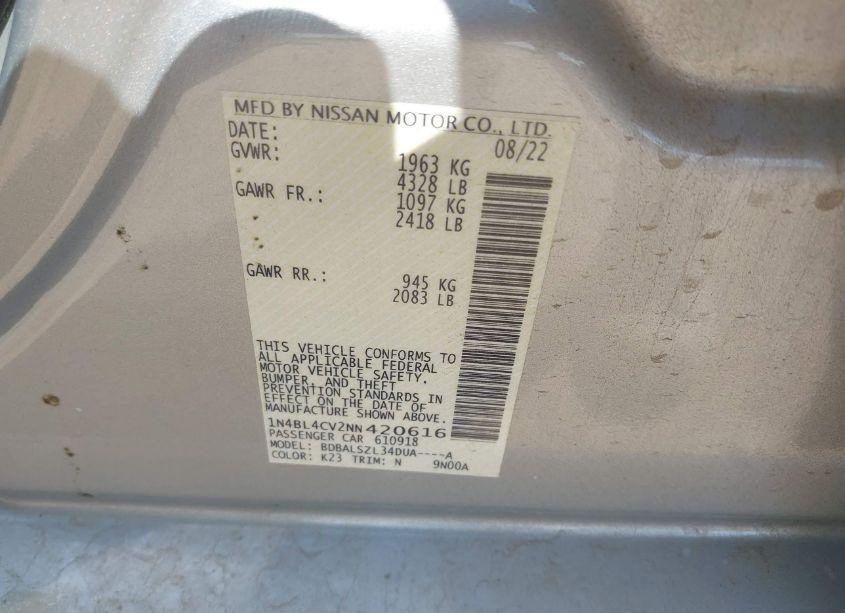 MFD BY NISSAN MOTOR CO., LTD.
DATE: 08/22
GVWR: 1963 KG
4328 LB
GAWR FR.: 1097 KG
2418 LB
GAWR RR.: 945 KG
2083 LB
THIS VEHICLE CONFORMS TO
ALL APPLICABLE FEDERAL
MOTOR VEHICLE SAFETY,
BUMPER, AND THEFT
PREVENTION STANDARDS IN
EFFECT ON THE DATE OF
MANUFACTURE SHOWN ABOVE.
1N4BL4CV2NN420616
PASSENGER CAR 610918
MODEL: BDBALSZL34DUA----A
COLOR: K23 TRIM: N 9N00A